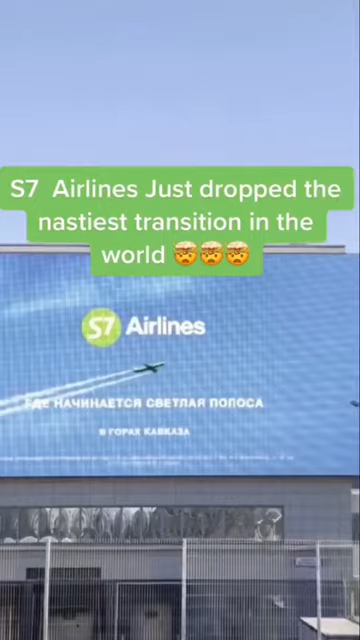 S7 Airlines Just dropped the
nastiest transition in the
world 🤯🤯🤯
S7 Airlines
ГДЕ НАЧИНАЕТСЯ СВЕТЛАЯ ПОЛОСА
В ГОРАХ КАВКАЗА